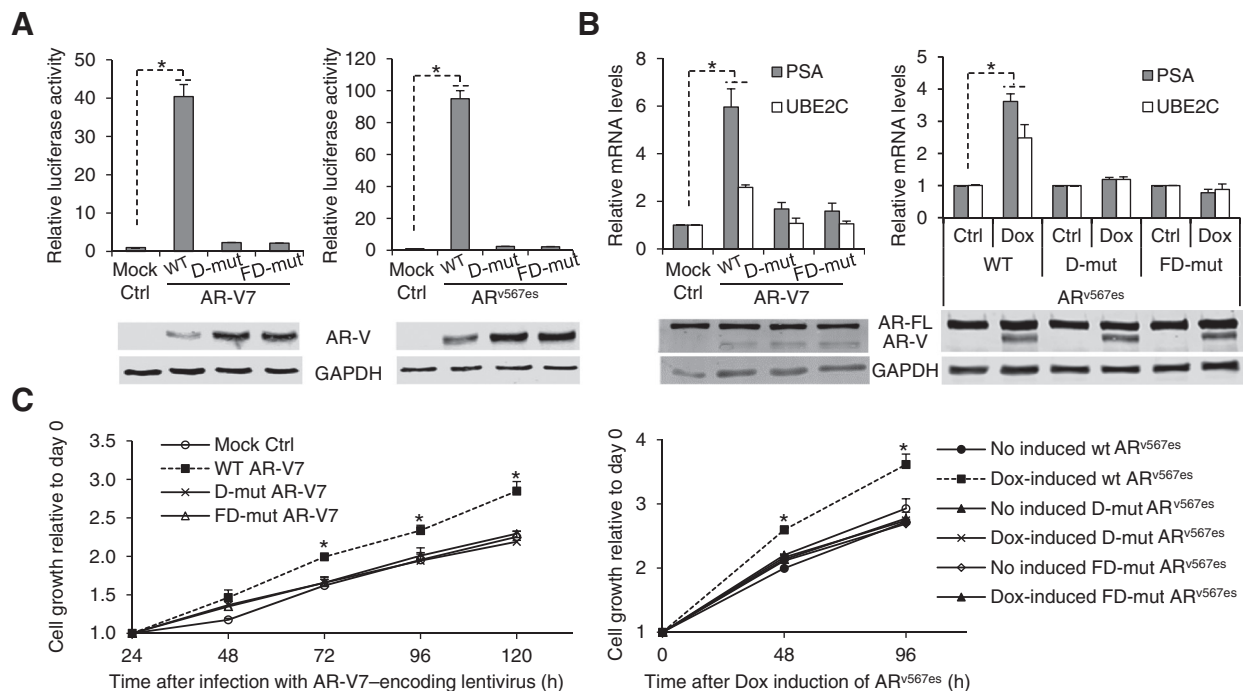 A
Relative luciferase activity
50
40
30
20
10
0
*
Mock
Ctrl
WT
D-mut
FD-mut
AR-V7
Relative luciferase activity
120
100
80
60
40
20
0
*
Mock
Ctrl
WT
D-mut
FD-mut
ARv567es
AR-V
GAPDH
B
Relative mRNA levels
8
6
4
2
0
*
PSA
UBE2C
Mock
Ctrl
WT
D-mut
FD-mut
AR-V7
Relative mRNA levels
5
4
3
2
1
0
*
PSA
UBE2C
Ctrl Dox Ctrl Dox Ctrl Dox
WT D-mut FD-mut
ARv567es
AR-FL
AR-V
GAPDH
C
Cell growth relative to day 0
3.5
3.0
2.5
2.0
1.5
1.0
Mock Ctrl
WT AR-V7
D-mut AR-V7
FD-mut AR-V7
* * *
24 48 72 96 120
Time after infection with AR-V7–encoding lentivirus (h)
Cell growth relative to day 0
4
3
2
1
* *
0 48 96
Time after Dox induction of ARv567es (h)
No induced wt ARv567es
Dox-induced wt ARv567es
No induced D-mut ARv567es
Dox-induced D-mut ARv567es
No induced FD-mut ARv567es
Dox-induced FD-mut ARv567es